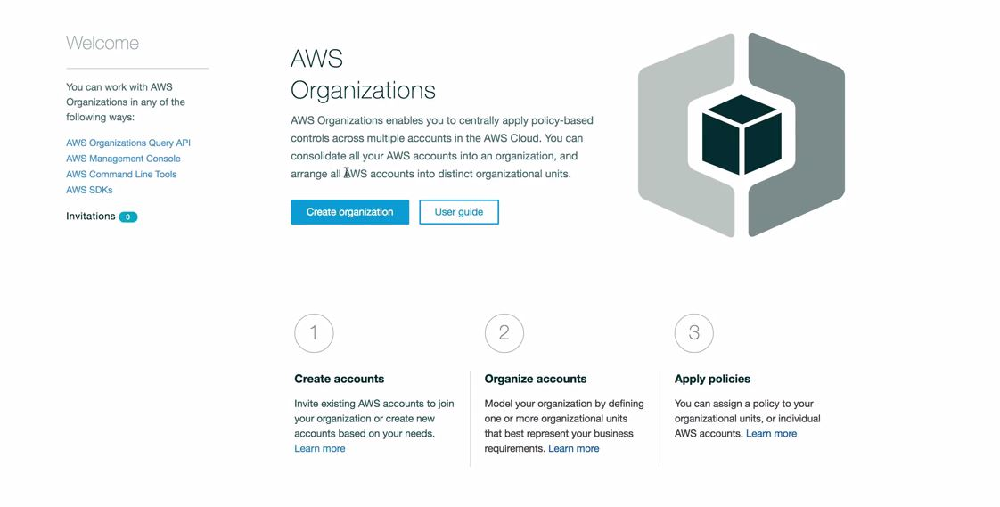 Welcome
You can work with AWS
Organizations in any of the
following ways:
AWS Organizations Query API
AWS Management Console
AWS Command Line Tools
AWS SDKs
Invitations 0
AWS
Organizations
AWS Organizations enables you to centrally apply policy-based
controls across multiple accounts in the AWS Cloud. You can
consolidate all your AWS accounts into an organization, and
arrange all AWS accounts into distinct organizational units.
Create organization
User guide
1
Create accounts
Invite existing AWS accounts to join
your organization or create new
accounts based on your needs.
Learn more
2
Organize accounts
Model your organization by defining
one or more organizational units
that best represent your business
requirements. Learn more
3
Apply policies
You can assign a policy to your
organizational units, or individual
AWS accounts. Learn more